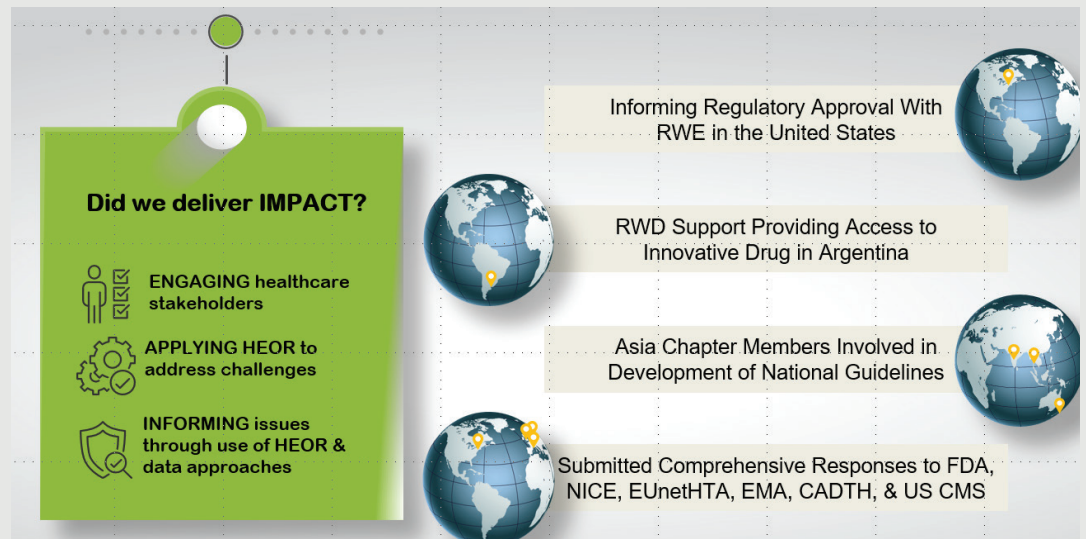 Did we deliver IMPACT?
ENGAGING healthcare
stakeholders
APPLYING HEOR to
address challenges
INFORMING issues
through use of HEOR &
data approaches
Informing Regulatory Approval With
RWE in the United States
RWD Support Providing Access to
Innovative Drug in Argentina
Asia Chapter Members Involved in
Development of National Guidelines
Submitted Comprehensive Responses to FDA,
NICE, EUnetHTA, EMA, CADTH, & US CMS